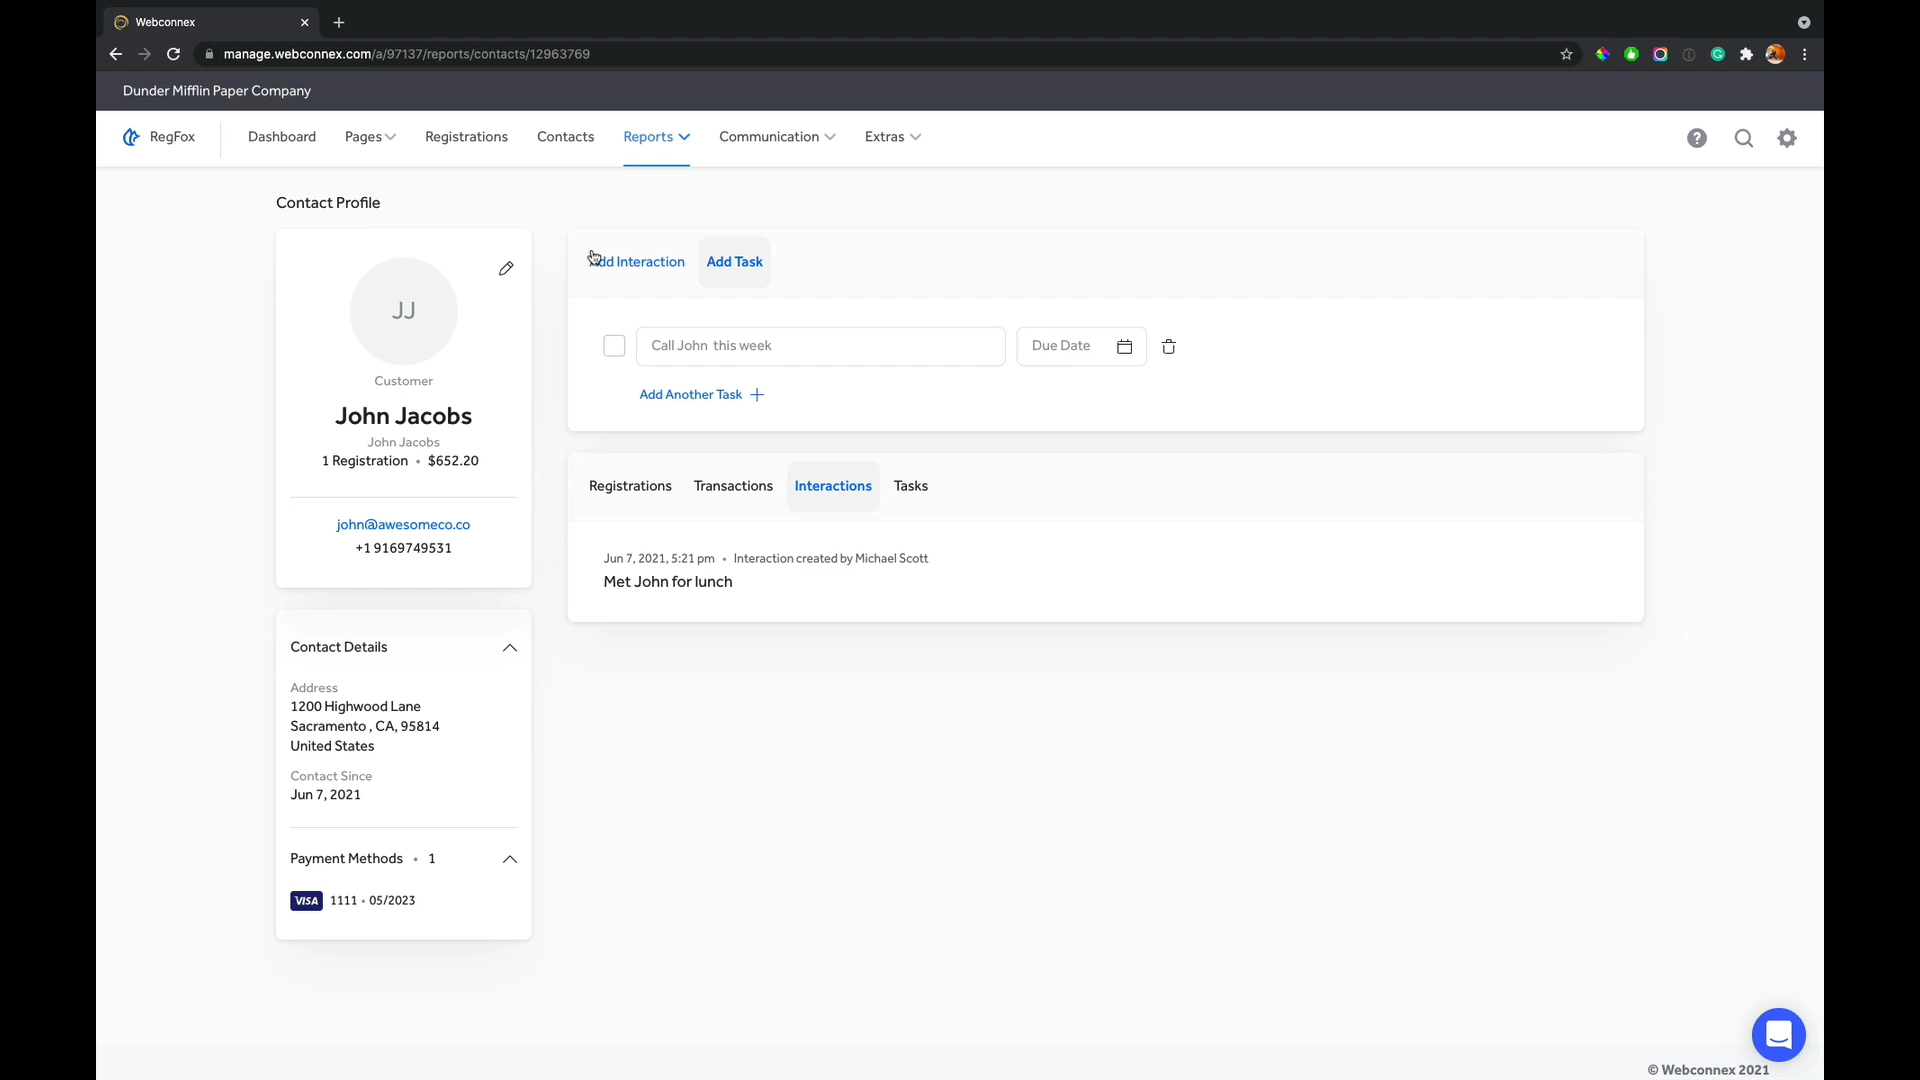 Webconnex
manage.webconnex.com/a/97137/reports/contacts/12963769
Dunder Mifflin Paper Company
RegFox Dashboard Pages Registrations Contacts Reports Communication Extras
Contact Profile
JJ
Customer
John Jacobs
John Jacobs
1 Registration • $652.20
john@awesomeco.co
+1 9169749531
Contact Details
Address
1200 Highwood Lane
Sacramento , CA, 95814
United States
Contact Since
Jun 7, 2021
Payment Methods • 1
VISA 1111 • 05/2023
Add Interaction Add Task
Call John this week Due Date
Add Another Task
Registrations Transactions Interactions Tasks
Jun 7, 2021, 5:21 pm • Interaction created by Michael Scott
Met John for lunch
© Webconnex 2021